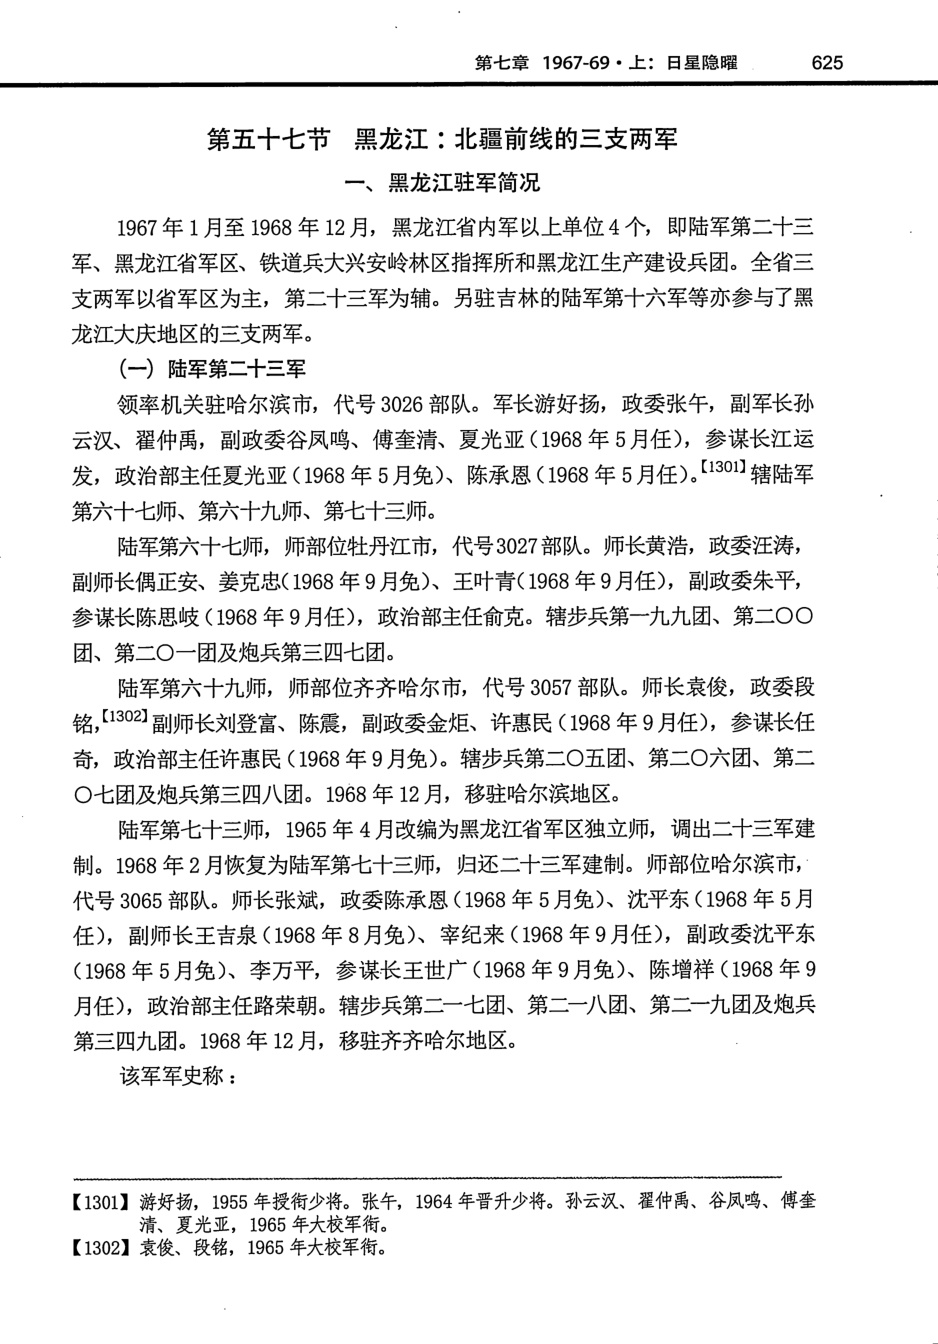 第七章 1967-69·上：日星隐曜 625
第五十七节 黑龙江：北疆前线的三支两军
一、黑龙江驻军简况
1967年1月至1968年12月，黑龙江省内军以上单位4个，即陆军第二十三
军、黑龙江省军区、铁道兵大兴安岭林区指挥所和黑龙江生产建设兵团。全省三
支两军以省军区为主，第二十三军为辅。另驻吉林的陆军第十六军等亦参与了黑
龙江大庆地区的三支两军。
（一）陆军第二十三军
领率机关驻哈尔滨市，代号3026部队。军长游好扬，政委张午，副军长孙
云汉、翟仲禹，副政委谷凤鸣、傅奎清、夏光亚（1968年5月任），参谋长江运
发，政治部主任夏光亚（1968年5月免）、陈承恩（1968年5月任）。【1301】辖陆军
第六十七师、第六十九师、第七十三师。
陆军第六十七师，师部位牡丹江市，代号3027部队。师长黄浩，政委汪涛，
副师长偶正安、姜克忠（1968年9月免）、王叶青（1968年9月任），副政委朱平，
参谋长陈思岐（1968年9月任），政治部主任俞克。辖步兵第一九九团、第二〇〇
团、第二〇一团及炮兵第三四七团。
陆军第六十九师，师部位齐齐哈尔市，代号3057部队。师长袁俊，政委段
铭，【1302】副师长刘登富、陈震，副政委金炬、许惠民（1968年9月任），参谋长任
奇，政治部主任许惠民（1968年9月免）。辖步兵第二〇五团、第二〇六团、第二
〇七团及炮兵第三四八团。1968年12月，移驻哈尔滨地区。
陆军第七十三师，1965年4月改编为黑龙江省军区独立师，调出二十三军建
制。1968年2月恢复为陆军第七十三师，归还二十三军建制。师部位哈尔滨市，
代号3065部队。师长张斌，政委陈承恩（1968年5月免）、沈平东（1968年5月
任），副师长王吉泉（1968年8月免）、宰纪来（1968年9月任），副政委沈平东
（1968年5月免）、李万平，参谋长王世广（1968年9月免）、陈增祥（1968年9
月任），政治部主任路荣朝。辖步兵第二一七团、第二一八团、第二一九团及炮兵
第三四九团。1968年12月，移驻齐齐哈尔地区。
该军军史称：
【1301】游好扬，1955年授衔少将。张午，1964年晋升少将。孙云汉、翟仲禹、谷凤鸣、傅奎
清、夏光亚，1965年大校军衔。
【1302】袁俊、段铭，1965年大校军衔。